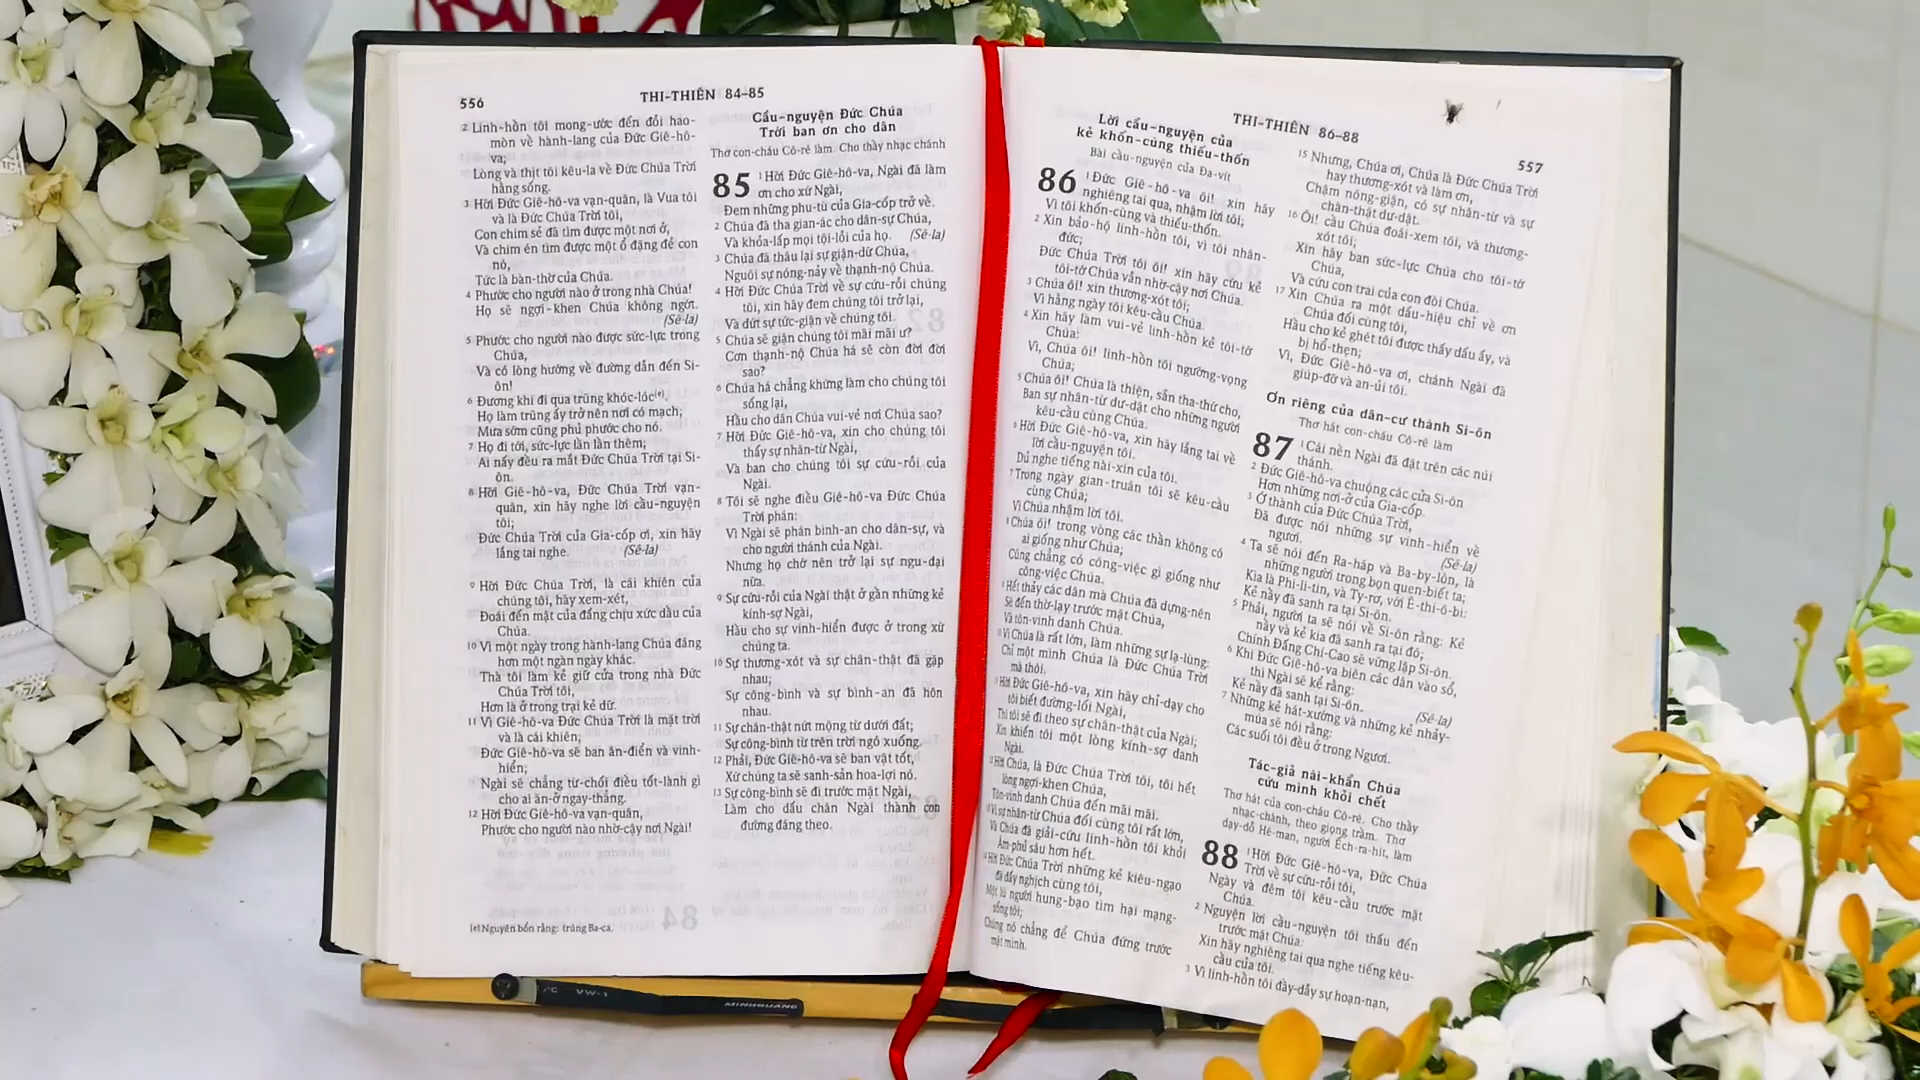 556
THI-THIÊN 84–85
2 Linh-hồn tôi mong-ước đến đỗi hao-
mòn về hành-lang của Đức Giê-hô-
va;
Lòng và thịt tôi kêu-la về Đức Chúa Trời
hằng sống.
3 Hỡi Đức Giê-hô-va vạn-quân, là Vua tôi
và là Đức Chúa Trời tôi,
Con chim sẻ đã tìm được một nơi ở,
Và chim én tìm được một ổ đặng để con
nó,
Tức là bàn-thờ của Chúa.
4 Phước cho người nào ở trong nhà Chúa!
Họ sẽ ngợi-khen Chúa không ngớt.
(Sê-la)
5 Phước cho người nào được sức-lực trong
Chúa,
Và có lòng hướng về đường dẫn đến Si-
ôn!
6 Đương khi đi qua trũng khóc-lóc(e),
Họ làm trũng ấy trở nên nơi có mạch;
Mưa sớm cũng phủ phước cho nó.
7 Họ đi tới, sức-lực lần lần thêm;
Ai nấy đều ra mắt Đức Chúa Trời tại Si-
ôn.
8 Hỡi Giê-hô-va, Đức Chúa Trời vạn-
quân, xin hãy nghe lời cầu-nguyện
tôi;
Đức Chúa Trời của Gia-cốp ơi, xin hãy
lắng tai nghe. (Sê-la)
9 Hỡi Đức Chúa Trời, là cái khiên của
chúng tôi, hãy xem-xét,
Đoái đến mặt của đấng chịu xức dầu của
Chúa.
10 Vì một ngày trong hành-lang Chúa đáng
hơn một ngàn ngày khác.
Thà tôi làm kẻ giữ cửa trong nhà Đức
Chúa Trời tôi,
Hơn là ở trong trại kẻ dữ.
11 Vì Giê-hô-va Đức Chúa Trời là mặt trời
và là cái khiên;
Đức Giê-hô-va sẽ ban ân-điển và vinh-
hiển;
Ngài sẽ chẳng từ-chối điều tốt-lành gì
cho ai ăn-ở ngay-thẳng.
12 Hỡi Đức Giê-hô-va vạn-quân,
Phước cho người nào nhờ-cậy nơi Ngài!
[e] Nguyên bổn rằng: trũng Ba-ca.
Cầu-nguyện Đức Chúa
Trời ban ơn cho dân
Thơ con-cháu Cô-rê làm. Cho thầy nhạc chánh
85 1 Hỡi Đức Giê-hô-va, Ngài đã làm
ơn cho xứ Ngài,
Đem những phu-tù của Gia-cốp trở về.
2 Chúa đã tha gian-ác cho dân-sự Chúa,
Và khỏa-lấp mọi tội-lỗi của họ. (Sê-la)
3 Chúa đã thâu lại sự giận-dữ Chúa,
Nguôi sự nóng-nảy về thạnh-nộ Chúa.
4 Hỡi Đức Chúa Trời về sự cứu-rỗi chúng
tôi, xin hãy đem chúng tôi trở lại,
Và dứt sự tức-giận về chúng tôi.
5 Chúa sẽ giận chúng tôi mãi mãi ư?
Cơn thạnh-nộ Chúa há sẽ còn đời đời
sao?
6 Chúa há chẳng khứng làm cho chúng tôi
sống lại,
Hầu cho dân Chúa vui-vẻ nơi Chúa sao?
7 Hỡi Đức Giê-hô-va, xin cho chúng tôi
thấy sự nhân-từ Ngài,
Và ban cho chúng tôi sự cứu-rỗi của
Ngài.
8 Tôi sẽ nghe điều Giê-hô-va Đức Chúa
Trời phán:
Vì Ngài sẽ phán bình-an cho dân-sự, và
cho người thánh của Ngài.
Nhưng họ chớ nên trở lại sự ngu-dại
nữa.
9 Sự cứu-rỗi của Ngài thật ở gần những kẻ
kính-sợ Ngài,
Hầu cho sự vinh-hiển được ở trong xứ
chúng ta.
10 Sự thương-xót và sự chân-thật đã gặp
nhau;
Sự công-bình và sự bình-an đã hôn
nhau.
11 Sự chân-thật nứt mộng từ dưới đất;
Sự công-bình từ trên trời ngó xuống.
12 Phải, Đức Giê-hô-va sẽ ban vật tốt,
Xứ chúng ta sẽ sanh-sản hoa-lợi nó.
13 Sự công-bình sẽ đi trước mặt Ngài,
Làm cho dấu chân Ngài thành con
đường đáng theo.
THI-THIÊN 86–88
557
Lời cầu-nguyện của
kẻ khốn-cùng thiếu-thốn
Bài cầu-nguyện của Đa-vít
86 1 Đức Giê-hô-va ôi! xin hãy
nghiêng tai qua, nhậm lời tôi;
Vì tôi khốn-cùng và thiếu-thốn.
2 Xin bảo-hộ linh-hồn tôi, vì tôi nhân-
đức;
Đức Chúa Trời tôi ôi! xin hãy cứu kẻ
tôi-tớ Chúa vẫn nhờ-cậy nơi Chúa.
3 Chúa ôi! xin thương-xót tôi;
Vì hằng ngày tôi kêu-cầu Chúa.
4 Xin hãy làm vui-vẻ linh-hồn kẻ tôi-tớ
Chúa;
Vì, Chúa ôi! linh-hồn tôi ngưỡng-vọng
Chúa;
5 Chúa ôi! Chúa là thiện, sẵn tha-thứ cho,
Ban sự nhân-từ dư-dật cho những người
kêu-cầu cùng Chúa.
6 Hỡi Đức Giê-hô-va, xin hãy lắng tai về
lời cầu-nguyện tôi.
Dủ nghe tiếng nài-xin của tôi.
7 Trong ngày gian-truân tôi sẽ kêu-cầu
cùng Chúa;
Vì Chúa nhậm lời tôi.
8 Chúa ôi! trong vòng các thần không có
ai giống như Chúa;
Cũng chẳng có công-việc gì giống như
công-việc Chúa.
Hết thảy các dân mà Chúa đã dựng-nên
Sẽ đến thờ-lạy trước mặt Chúa,
Và tôn-vinh danh Chúa.
Vì Chúa là rất lớn, làm những sự lạ-lùng:
Chỉ một mình Chúa là Đức Chúa Trời
mà thôi.
Hỡi Đức Giê-hô-va, xin hãy chỉ-dạy cho
tôi biết đường-lối Ngài,
Thì tôi sẽ đi theo sự chân-thật của Ngài;
Xin khiến tôi một lòng kính-sợ danh
Ngài.
Hỡi Chúa, là Đức Chúa Trời tôi, tôi hết
lòng ngợi-khen Chúa,
Tôn-vinh danh Chúa đến mãi mãi.
Vì sự nhân-từ Chúa đối cùng tôi rất lớn,
Và Chúa đã giải-cứu linh-hồn tôi khỏi
Âm-phủ sâu hơn hết.
Hỡi Đức Chúa Trời những kẻ kiêu-ngạo
đã dấy nghịch cùng tôi,
Một lũ người hung-bạo tìm hại mạng-
sống tôi;
Chúng nó chẳng để Chúa đứng trước
mặt mình.
15 Nhưng, Chúa ơi, Chúa là Đức Chúa Trời
hay thương-xót và làm ơn,
Chậm nóng-giận, có sự nhân-từ và sự
chân-thật dư-dật.
16 Ôi! cầu Chúa đoái-xem tôi, và thương-
xót tôi;
Xin hãy ban sức-lực Chúa cho tôi-tớ
Chúa,
Và cứu con trai của con đòi Chúa.
17 Xin Chúa ra một dấu-hiệu chỉ về ơn
Chúa đối cùng tôi,
Hầu cho kẻ ghét tôi được thấy dấu ấy, và
bị hổ-thẹn;
Vì, Đức Giê-hô-va ơi, chánh Ngài đã
giúp-đỡ và an-ủi tôi.
Ơn riêng của dân-cư thành Si-ôn
Thơ hát con-cháu Cô-rê làm
87 1 Cái nền Ngài đã đặt trên các núi
thánh.
2 Đức Giê-hô-va chuộng các cửa Si-ôn
Hơn những nơi-ở của Gia-cốp.
3 Ớ thành của Đức Chúa Trời,
Đã được nói những sự vinh-hiển về
ngươi. (Sê-la)
4 Ta sẽ nói đến Ra-háp và Ba-by-lôn, là
những người trong bọn quen-biết ta;
Kìa là Phi-li-tin, và Ty-rơ, với Ê-thi-ô-bi:
Kẻ nầy đã sanh ra tại Si-ôn.
5 Phải, người ta sẽ nói về Si-ôn rằng: Kẻ
nầy và kẻ kia đã sanh ra tại đó;
Chính Đấng Chí-Cao sẽ vững lập Si-ôn.
6 Khi Đức Giê-hô-va biên các dân vào sổ,
thì Ngài sẽ kể rằng:
Kẻ nầy đã sanh tại Si-ôn. (Sê-la)
7 Những kẻ hát-xướng và những kẻ nhảy-
múa sẽ nói rằng:
Các suối tôi đều ở trong Ngươi.
Tác-giả nài-khẩn Chúa
cứu mình khỏi chết
Thơ hát của con-cháu Cô-rê. Cho thầy
nhạc-chánh, theo giọng trầm. Thơ
dạy-dỗ Hê-man, người Ếch-ra-hít, làm
88 1 Hỡi Đức Giê-hô-va, Đức Chúa
Trời về sự cứu-rỗi tôi,
Ngày và đêm tôi kêu-cầu trước mặt
Chúa.
2 Nguyện lời cầu-nguyện tôi thấu đến
trước mặt Chúa:
Xin hãy nghiêng tai qua nghe tiếng kêu-
cầu của tôi.
3 Vì linh-hồn tôi đầy-dẫy sự hoạn-nạn,
VW-1
MINHQUANG